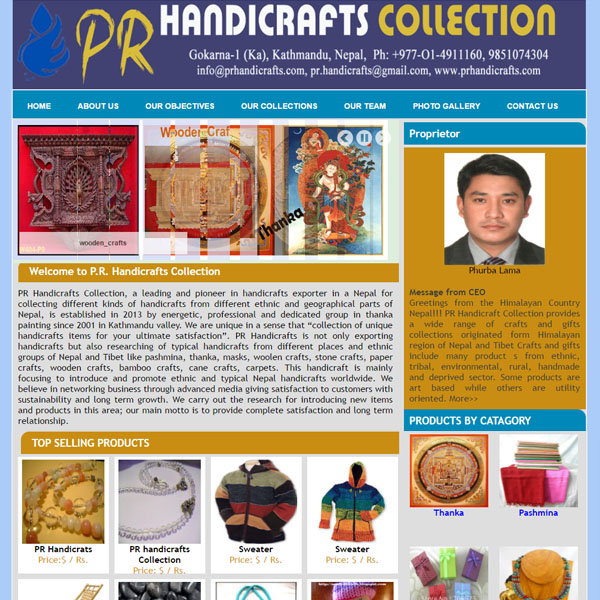 PR HANDICRAFTS COLLECTION
Gokarna-1 (Ka), Kathmandu, Nepal, Ph: +977-O1-4911160, 9851074304
info@prhandicrafts.com, pr.handicrafts@gmail.com, www.prhandicrafts.com
HOME ABOUT US OUR OBJECTIVES OUR COLLECTIONS OUR TEAM PHOTO GALLERY CONTACT US
Wooden Craf
Thanka
wooden_crafts
Welcome to P.R. Handicrafts Collection
PR Handicrafts Collection, a leading and pioneer in handicrafts exporter in a Nepal for
collecting different kinds of handicrafts from different ethnic and geographical parts of
Nepal, is established in 2013 by energetic, professional and dedicated group in thanka
painting since 2001 in Kathmandu valley. We are unique in a sense that “collection of unique
handicrafts items for your ultimate satisfaction”. PR Handicrafts is not only exporting
handicrafts but also researching of typical handicrafts from different places and ethnic
groups of Nepal and Tibet like pashmina, thanka, masks, woolen crafts, stone crafts, paper
crafts, wooden crafts, bamboo crafts, cane crafts, carpets. This handicraft is mainly
focusing to introduce and promote ethnic and typical Nepal handicrafts worldwide. We
believe in networking business through advanced media giving satisfaction to customers with
sustainability and long term growth. We carry out the research for introducing new items
and products in this area; our main motto is to provide complete satisfaction and long term
relationship.
TOP SELLING PRODUCTS
PR Handicrats
Price:$ / Rs.
PR handicrafts
Collection
Price:$ / Rs.
Sweater
Price:$ / Rs.
Sweater
Price:$ / Rs.
Proprietor
Phurba Lama
Message from CEO
Greetings from the Himalayan Country
Nepal!!! PR Handicraft Collection provides
a wide range of crafts and gifts
collections originated form Himalayan
region of Nepal and Tibet Crafts and gifts
include many product s from ethnic,
tribal, environmental, rural, handmade
and deprived sector. Some products are
art based while others are utility
oriented. More>>
PRODUCTS BY CATAGORY
Thanka
Pashmina